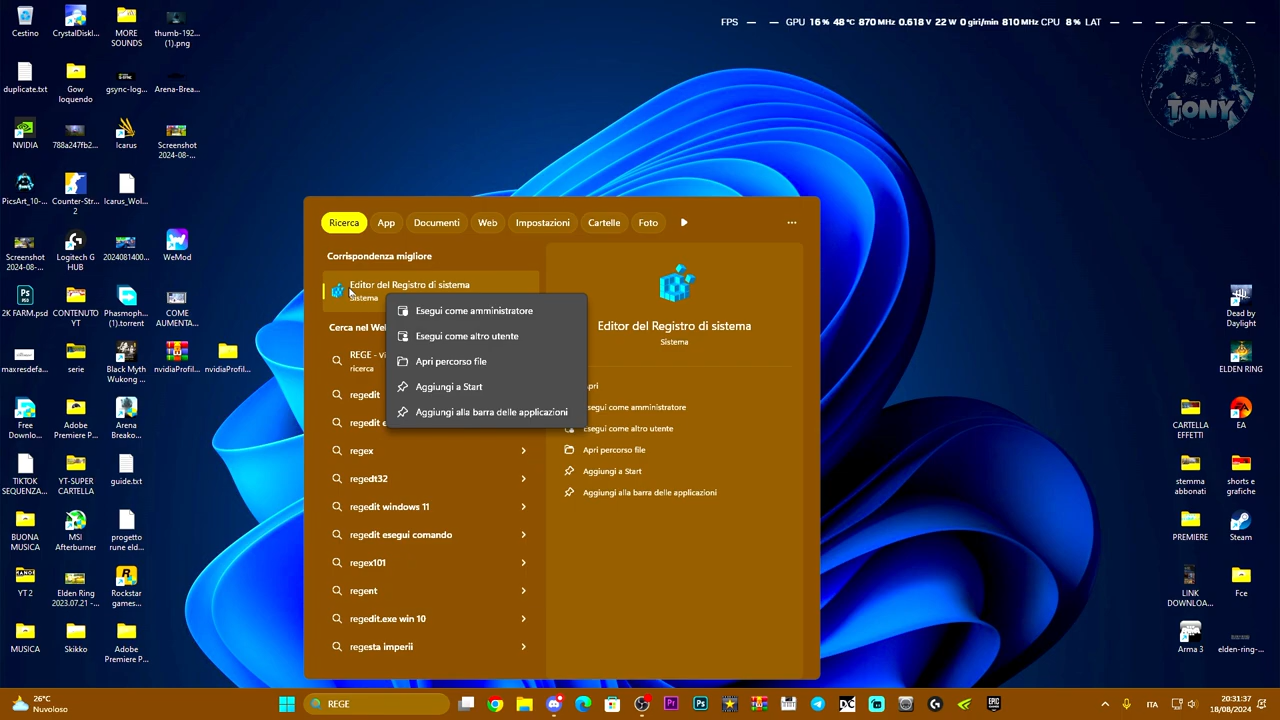 FPS — — GPU 16 % 48 °C 870 MHz 0.618 V 22 W 0 giri/min 810 MHz CPU 8 % LAT — — — — — — —
Cestino
CrystalDiskI...
MORE SOUNDS
thumb-192... (1).png
duplicate.txt
Gow loquendo
gsync-log...
Arena-Brea...
NVIDIA
788a247fb2...
Icarus
Screenshot 2024-08-...
PicsArt_10-...
Counter-Str... 2
Icarus_Wol...
Screenshot 2024-08-...
Logitech G HUB
2024081400...
WeMod
2K FARM.psd
CONTENUTO YT
Phantom... (1).torrent
COME AUMENTA...
maxresdefa...
serie
Black Myth Wukong ...
nvidiaProfil...
nvidiaProfil...
Free Downlo...
Adobe Premiere P...
Arena Breako...
TIKTOK SEQUENZA...
YT-SUPER CARTELLA
guide.txt
BUONA MUSICA
MSI Afterburner
progetto rune eld...
YT 2
Elden Ring 2023.07.21 -...
Rockstar games...
MUSICA
Skikko
Adobe Premiere P...
TONY
Ricerca
App
Documenti
Web
Impostazioni
Cartelle
Foto
Corrispondenza migliore
Editor del Registro di sistema
Sistema
Cerca nel Wel
REGE - Vi
ricerca
regedit
regedit e
regex
regedt32
regedit windows 11
regedit esegui comando
regex101
regent
regedit.exe win 10
regesta imperii
Esegui come amministratore
Esegui come altro utente
Apri percorso file
Aggiungi a Start
Aggiungi alla barra delle applicazioni
Editor del Registro di sistema
Sistema
pri
segui come amministratore
segui come altro utente
Apri percorso file
Aggiungi a Start
Aggiungi alla barra delle applicazioni
Dead by Daylight
ELDEN RING
CARTELLA EFFETTI
EA
stemma abbonati
shorts e grafiche
PREMIERE
Steam
LINK DOWNLOA...
Fce
Arma 3
elden-ring-...
26°C
Nuvoloso
REGE
ITA
20:31:37
18/08/2024